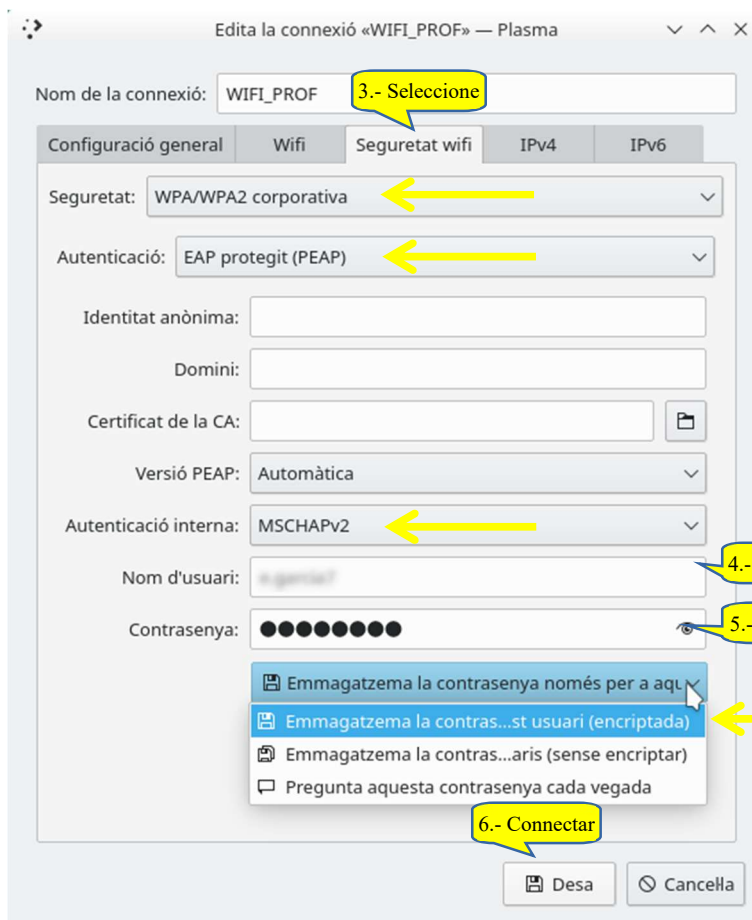 Edita la connexió «WIFI_PROF» — Plasma
Nom de la connexió: WIFI_PROF
3.- Seleccione
Configuració general Wifi Seguretat wifi IPv4 IPv6
Seguretat: WPA/WPA2 corporativa
Autenticació: EAP protegit (PEAP)
Identitat anònima:
Domini:
Certificat de la CA:
Versió PEAP: Automàtica
Autenticació interna: MSCHAPv2
4.-
Nom d'usuari:
5.-
Contrasenya: ●●●●●●●●
Emmagatzema la contrasenya només per a aqu
Emmagatzema la contras...st usuari (encriptada)
Emmagatzema la contras...aris (sense encriptar)
Pregunta aquesta contrasenya cada vegada
6.- Connectar
Desa Cancel·la